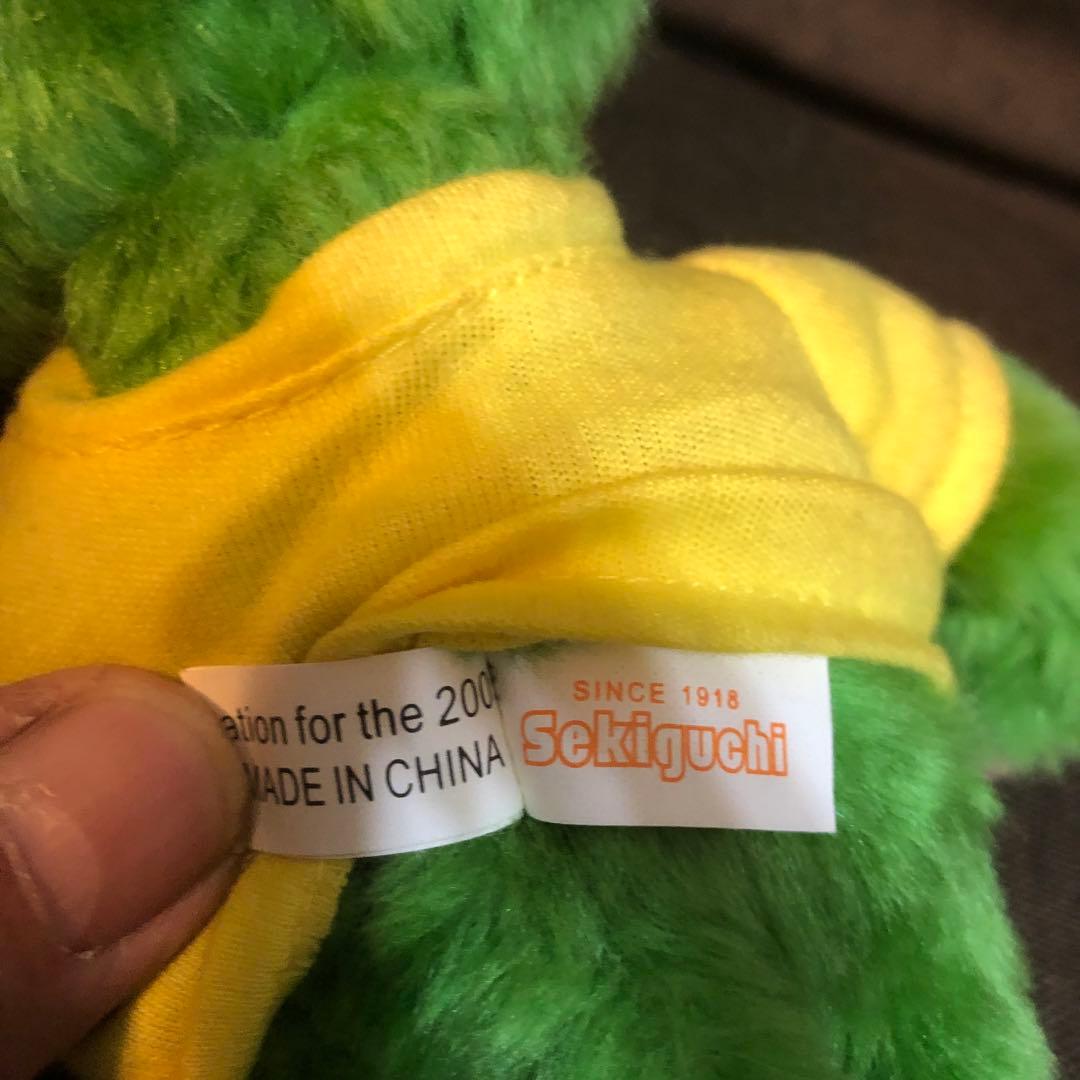 ation for the 200
MADE IN CHINA
SINCE 1918
Sekiguchi